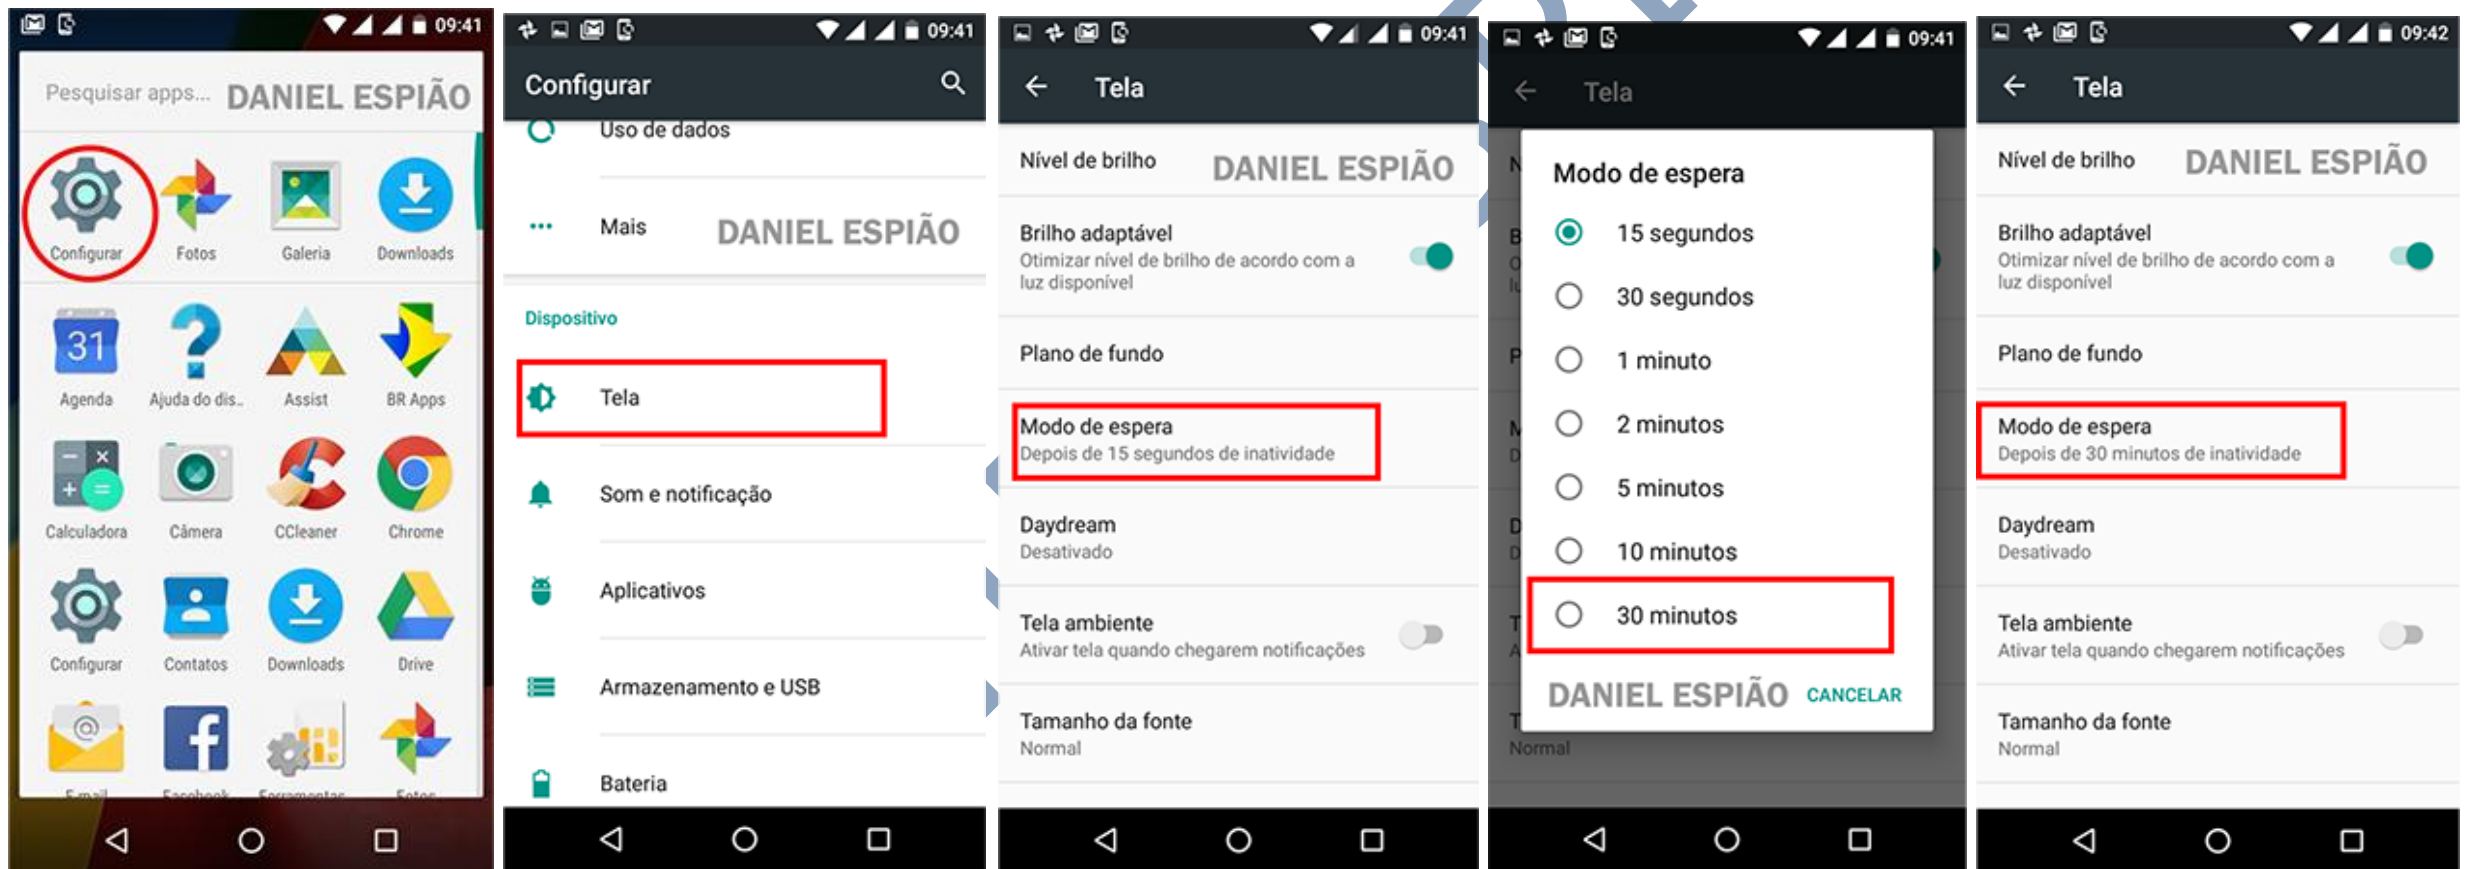 09:41
Pesquisar apps...
DANIEL ESPIÃO
Configurar
Fotos
Galeria
Downloads
31
Agenda
Ajuda do dis..
Assist
BR Apps
Calculadora
Câmera
CCleaner
Chrome
Configurar
Contatos
Downloads
Drive
E-mail
Facebook
Ferramentas
Fotos
09:41
Configurar
Uso de dados
Mais
DANIEL ESPIÃO
Dispositivo
Tela
Som e notificação
Aplicativos
Armazenamento e USB
Bateria
09:41
Tela
Nível de brilho
DANIEL ESPIÃO
Brilho adaptável
Otimizar nível de brilho de acordo com a
luz disponível
Plano de fundo
Modo de espera
Depois de 15 segundos de inatividade
Daydream
Desativado
Tela ambiente
Ativar tela quando chegarem notificações
Tamanho da fonte
Normal
09:41
Tela
Modo de espera
15 segundos
30 segundos
1 minuto
2 minutos
5 minutos
10 minutos
30 minutos
DANIEL ESPIÃO
CANCELAR
Normal
09:42
Tela
Nível de brilho
DANIEL ESPIÃO
Brilho adaptável
Otimizar nível de brilho de acordo com a
luz disponível
Plano de fundo
Modo de espera
Depois de 30 minutos de inatividade
Daydream
Desativado
Tela ambiente
Ativar tela quando chegarem notificações
Tamanho da fonte
Normal